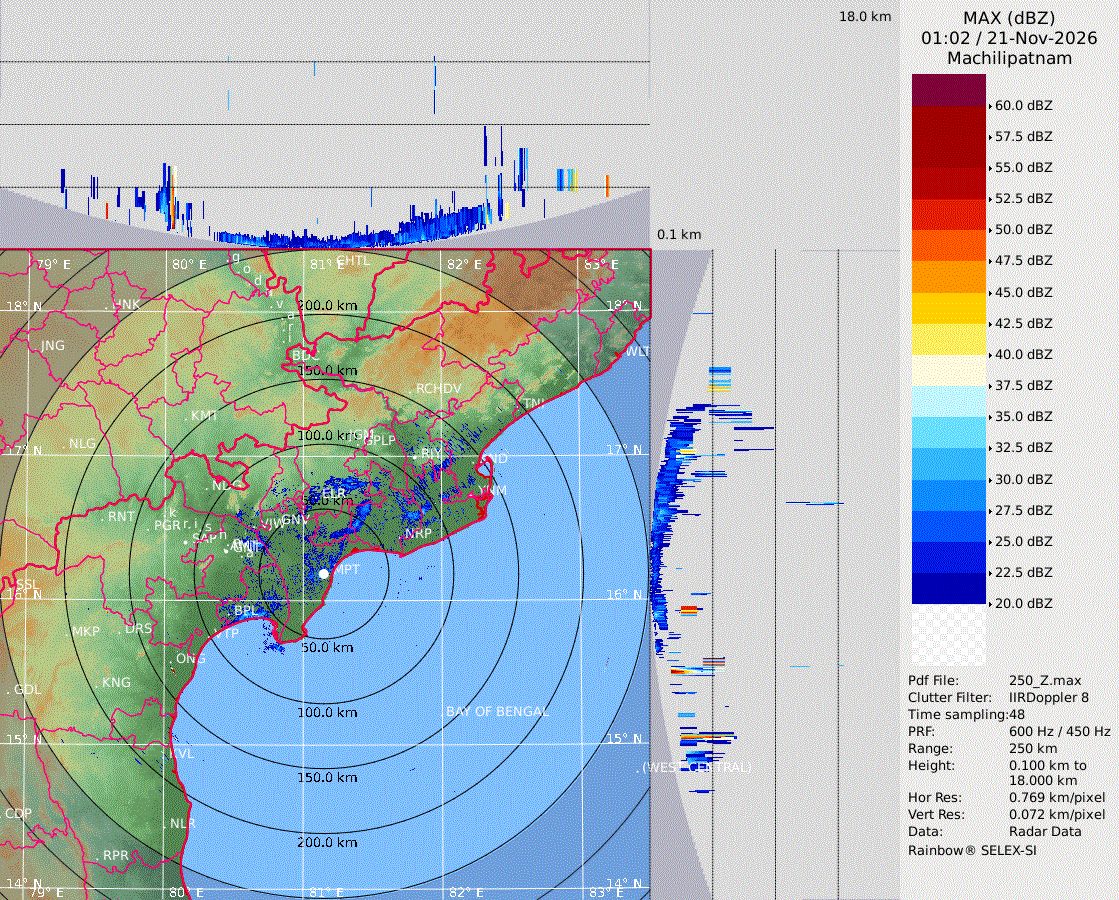 18.0 km
0.1 km
MAX (dBZ)
01:02 / 21-Nov-2026
Machilipatnam
60.0 dBZ
57.5 dBZ
55.0 dBZ
52.5 dBZ
50.0 dBZ
47.5 dBZ
45.0 dBZ
42.5 dBZ
40.0 dBZ
37.5 dBZ
35.0 dBZ
32.5 dBZ
30.0 dBZ
27.5 dBZ
25.0 dBZ
22.5 dBZ
20.0 dBZ
Pdf File: 250_Z.max
Clutter Filter: IIRDoppler 8
Time sampling:48
PRF: 600 Hz / 450 Hz
Range: 250 km
Height: 0.100 km to
18.000 km
Hor Res: 0.769 km/pixel
Vert Res: 0.072 km/pixel
Data: Radar Data
Rainbow® SELEX-SI
79° E
80° E
81° E
82° E
83° E
CHTL
18° N
HNK
200.0 km
18° N
JNG
WLT
BDC
150.0 km
RCHDV
TNI
KMT
NLG
100.0 km
GPLP
17° N
RJY
17° N
ELR
50.0 km
RNT
PGR
VJW
GNV
NRP
MPT
SSL
16° N
16° N
BPL
MKP
DRS
ONG
50.0 km
KNG
GDL
100.0 km
BAY OF BENGAL
15° N
15° N
KVL
150.0 km
(WEST CENTRAL)
CDP
NLR
200.0 km
RPR
14° N
14° N
79° E
80° E
81° E
82° E
83° E